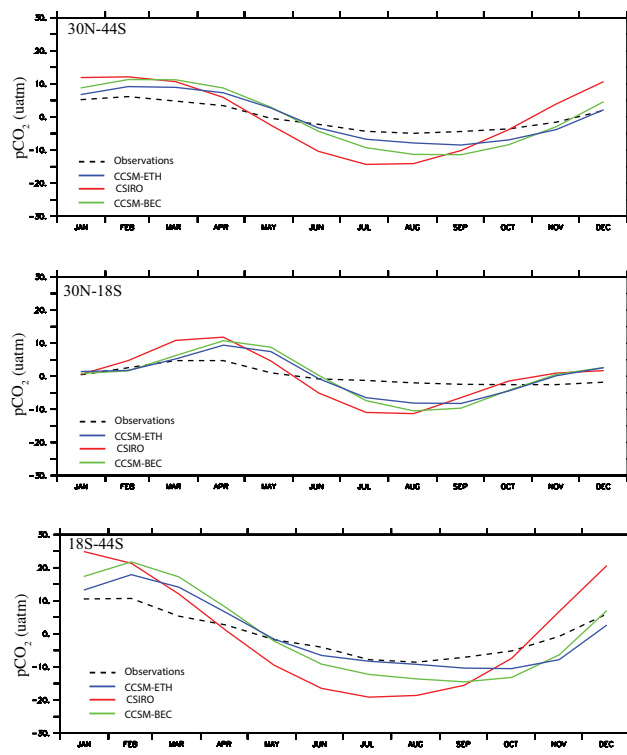 30N-44S
30.
20.
10.
0.
-10.
-20.
-30.
pCO₂ (uatm)
Observations
CCSM-ETH
CSIRO
CCSM-BEC
JAN FEB MAR APR MAY JUN JUL AUG SEP OCT NOV DEC
30N-18S
30.
20.
10.
0.
-10.
-20.
-30.
pCO₂ (uatm)
Observations
CCSM-ETH
CSIRO
CCSM-BEC
JAN FEB MAR APR MAY JUN JUL AUG SEP OCT NOV DEC
18S-44S
30.
20.
10.
0.
-10.
-20.
-30.
pCO₂ (uatm)
Observations
CCSM-ETH
CSIRO
CCSM-BEC
JAN FEB MAR APR MAY JUN JUL AUG SEP OCT NOV DEC